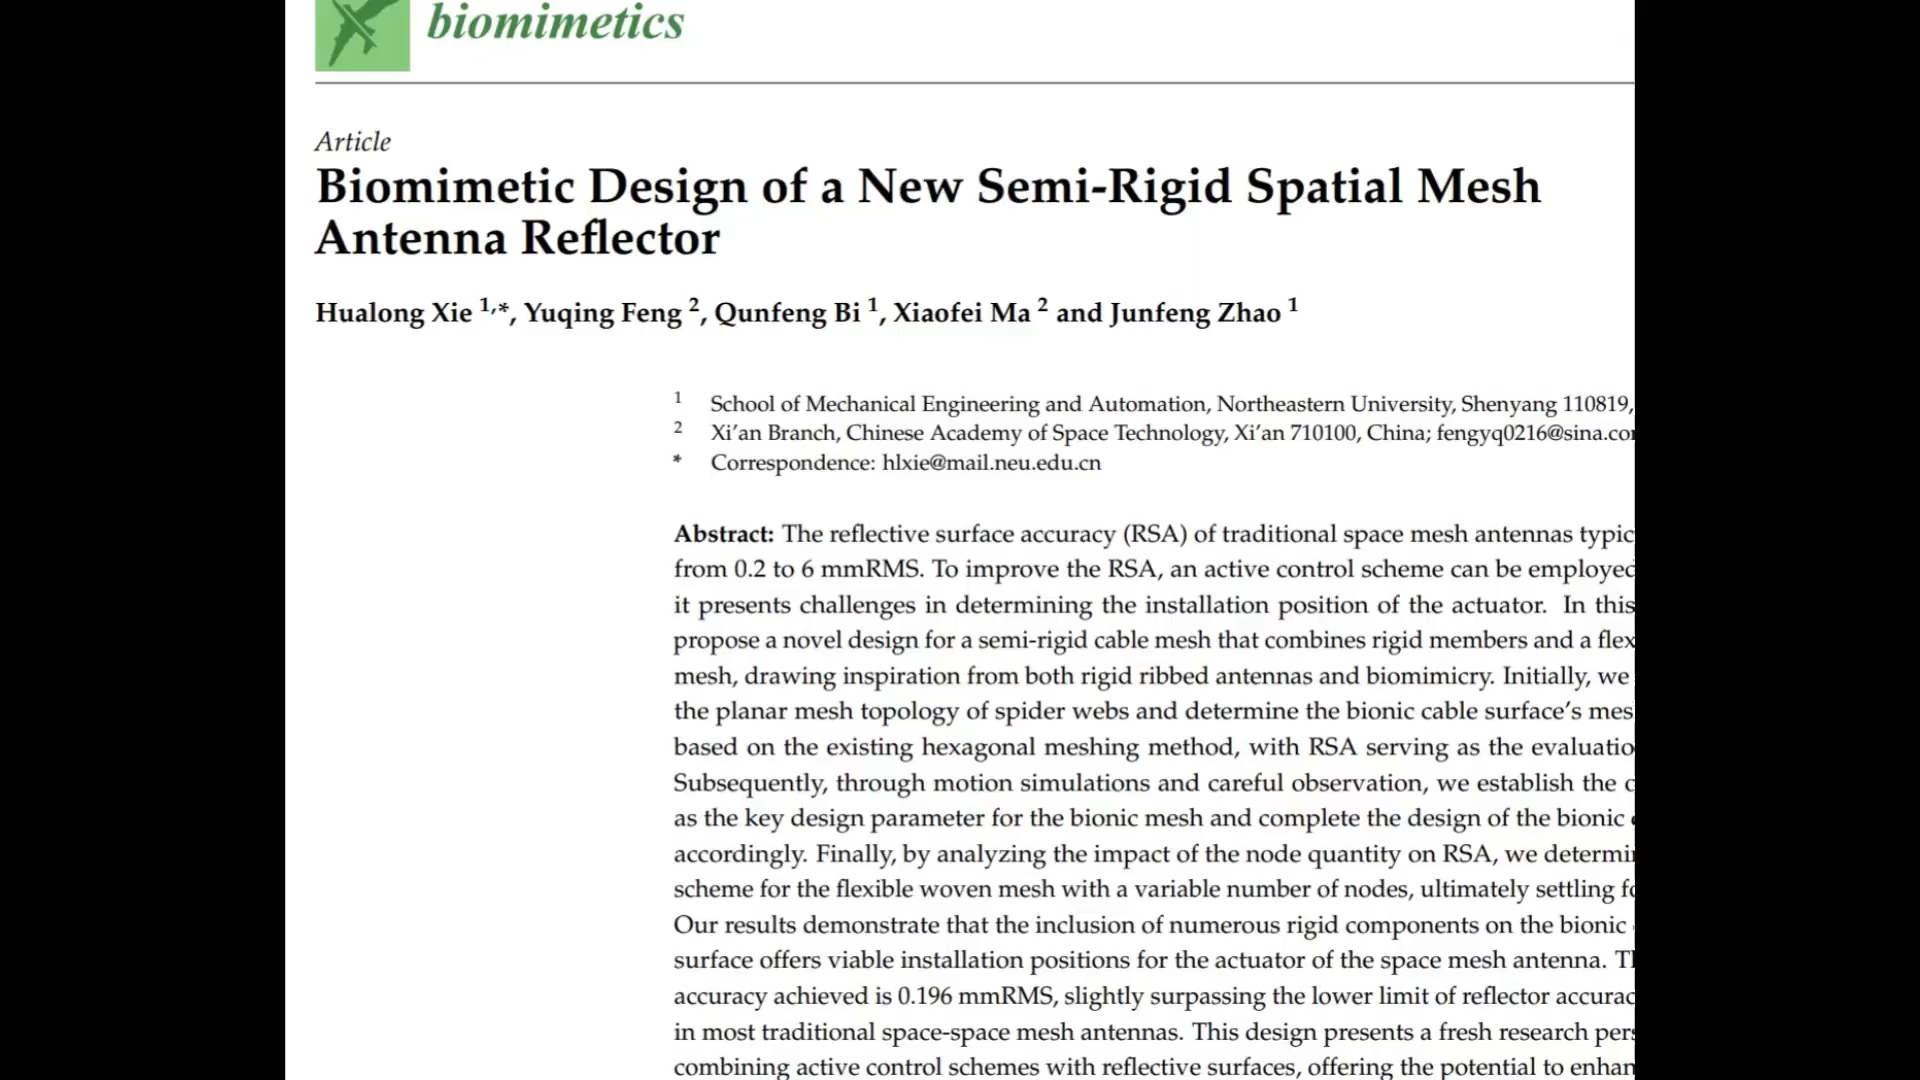 biomimetics
Article
Biomimetic Design of a New Semi-Rigid Spatial Mesh
Antenna Reflector
Hualong Xie 1,*, Yuqing Feng 2, Qunfeng Bi 1, Xiaofei Ma 2 and Junfeng Zhao 1
1 School of Mechanical Engineering and Automation, Northeastern University, Shenyang 110819,
2 Xi’an Branch, Chinese Academy of Space Technology, Xi’an 710100, China; fengyq0216@sina.co
* Correspondence: hlxie@mail.neu.edu.cn
Abstract: The reflective surface accuracy (RSA) of traditional space mesh antennas typic
from 0.2 to 6 mmRMS. To improve the RSA, an active control scheme can be employed
it presents challenges in determining the installation position of the actuator. In this
propose a novel design for a semi-rigid cable mesh that combines rigid members and a flex
mesh, drawing inspiration from both rigid ribbed antennas and biomimicry. Initially, we
the planar mesh topology of spider webs and determine the bionic cable surface’s mes
based on the existing hexagonal meshing method, with RSA serving as the evaluatio
Subsequently, through motion simulations and careful observation, we establish the
as the key design parameter for the bionic mesh and complete the design of the bionic
accordingly. Finally, by analyzing the impact of the node quantity on RSA, we determi
scheme for the flexible woven mesh with a variable number of nodes, ultimately settling fo
Our results demonstrate that the inclusion of numerous rigid components on the bionic
surface offers viable installation positions for the actuator of the space mesh antenna. T
accuracy achieved is 0.196 mmRMS, slightly surpassing the lower limit of reflector accurac
in most traditional space-space mesh antennas. This design presents a fresh research pers
combining active control schemes with reflective surfaces, offering the potential to enhan